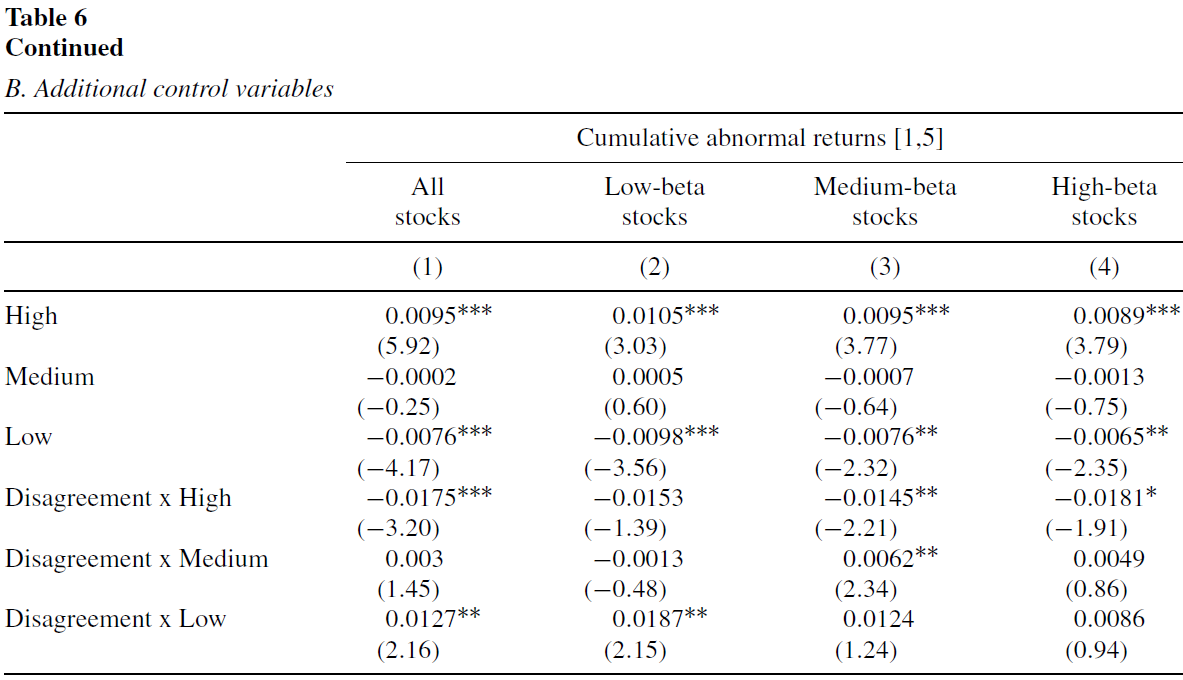 Table 6
Continued
B. Additional control variables
Cumulative abnormal returns [1,5]
All Low-beta Medium-beta High-beta
stocks stocks stocks stocks
(1) (2) (3) (4)
High 0.0095*** 0.0105*** 0.0095*** 0.0089***
(5.92) (3.03) (3.77) (3.79)
Medium −0.0002 0.0005 −0.0007 −0.0013
(−0.25) (0.60) (−0.64) (−0.75)
Low −0.0076*** −0.0098*** −0.0076** −0.0065**
(−4.17) (−3.56) (−2.32) (−2.35)
Disagreement x High −0.0175*** −0.0153 −0.0145** −0.0181*
(−3.20) (−1.39) (−2.21) (−1.91)
Disagreement x Medium 0.003 −0.0013 0.0062** 0.0049
(1.45) (−0.48) (2.34) (0.86)
Disagreement x Low 0.0127** 0.0187** 0.0124 0.0086
(2.16) (2.15) (1.24) (0.94)